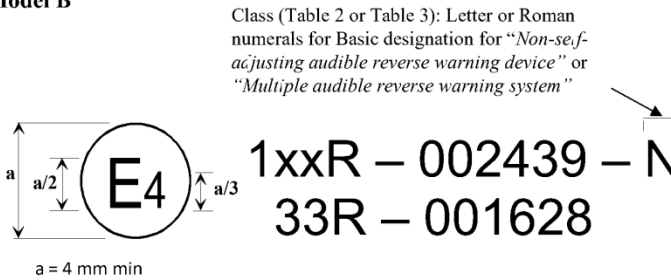 Model B
Class (Table 2 or Table 3): Letter or Roman
numerals for Basic designation for “Non-self-
adjusting audible reverse warning device” or
“Multiple audible reverse warning system”
a
a/2
E4
a/3
1xxR – 002439 – N
33R – 001628
a = 4 mm min